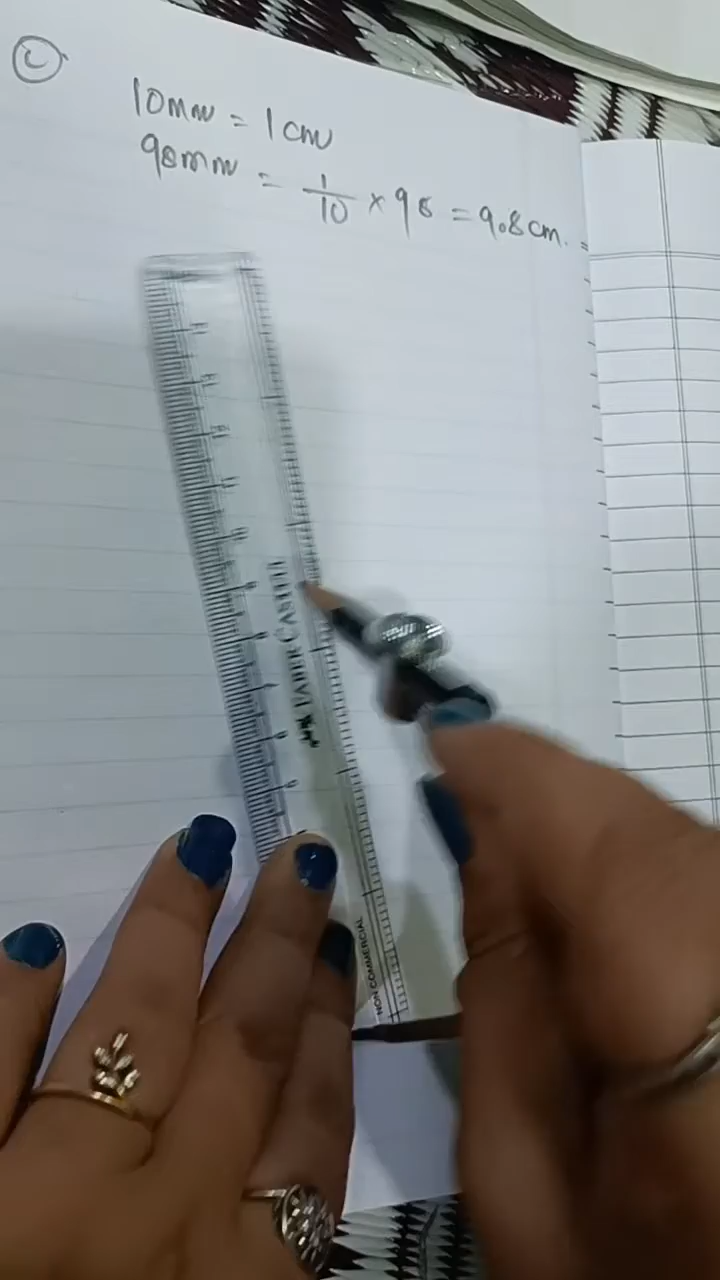 C
10mm = 1cm
98mm = 1/10 × 98 = 9.8cm.
FABER CASTELL
NON COMMERCIAL